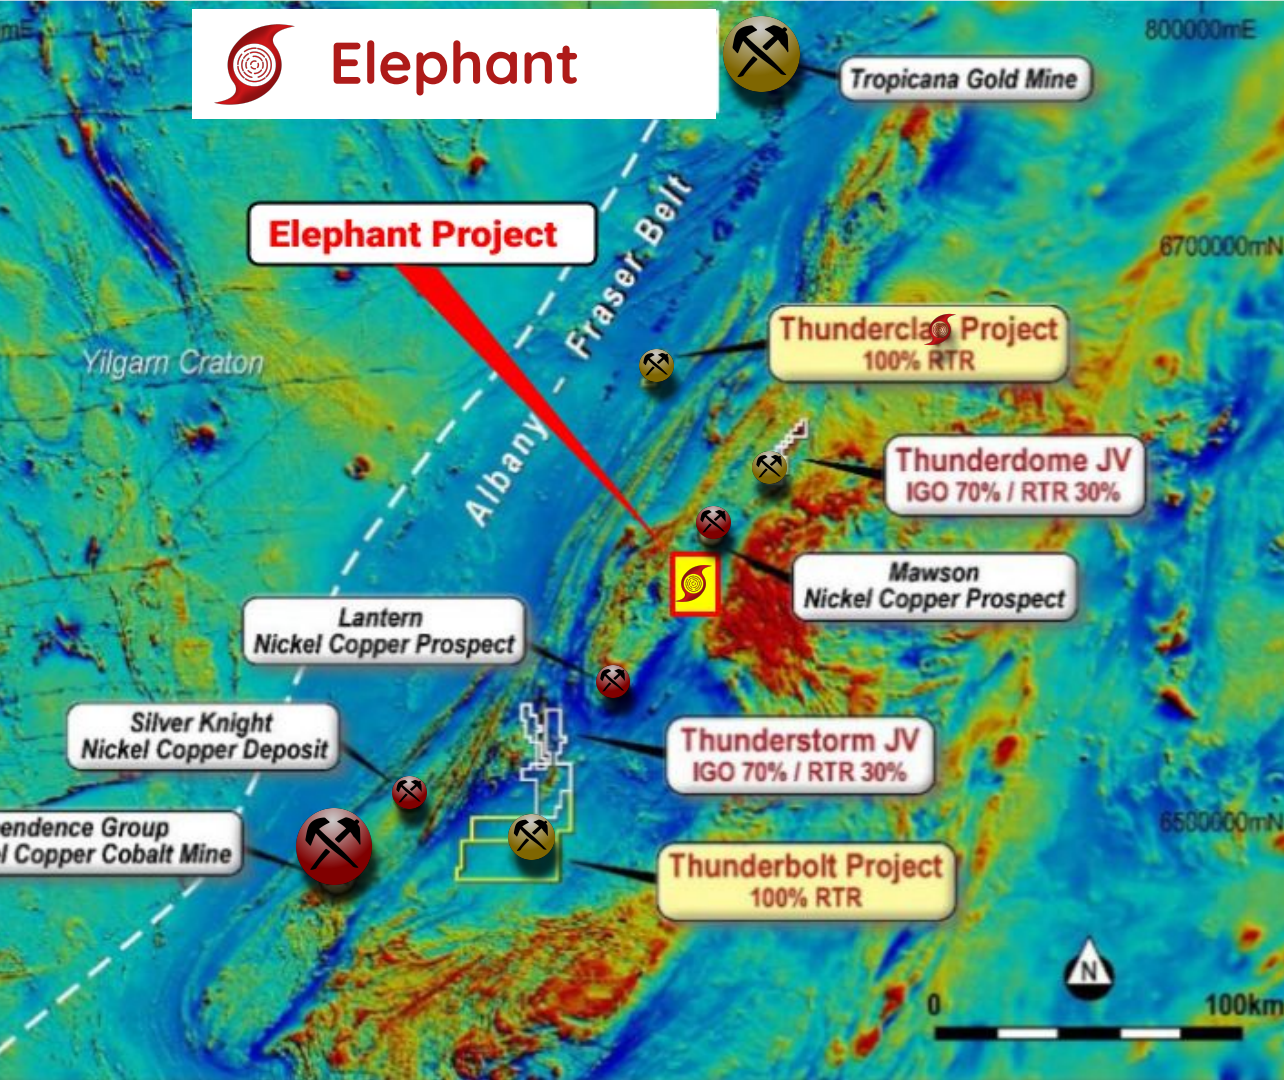 mE
Elephant
Tropicana Gold Mine
800000mE
Elephant Project
Albany - Fraser Belt
6700000mN
Yilgarn Craton
Thunderclap Project
100% RTR
Thunderdome JV
IGO 70% / RTR 30%
Mawson
Nickel Copper Prospect
Lantern
Nickel Copper Prospect
Silver Knight
Nickel Copper Deposit
Thunderstorm JV
IGO 70% / RTR 30%
endence Group
l Copper Cobalt Mine
6500000mN
Thunderbolt Project
100% RTR
N
0 100km